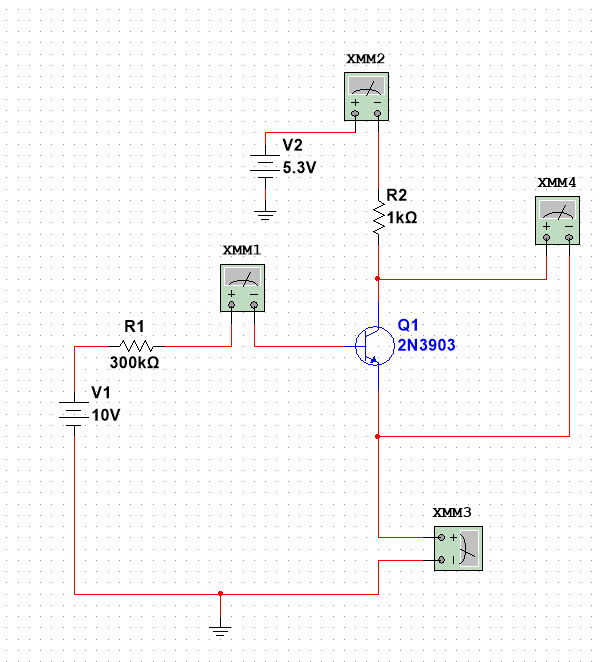 XMM2
+ −
V2
5.3V
R2
1kΩ
XMM4
+ −
XMM1
+ −
R1
300kΩ
Q1
2N3903
V1
10V
XMM3
+
−